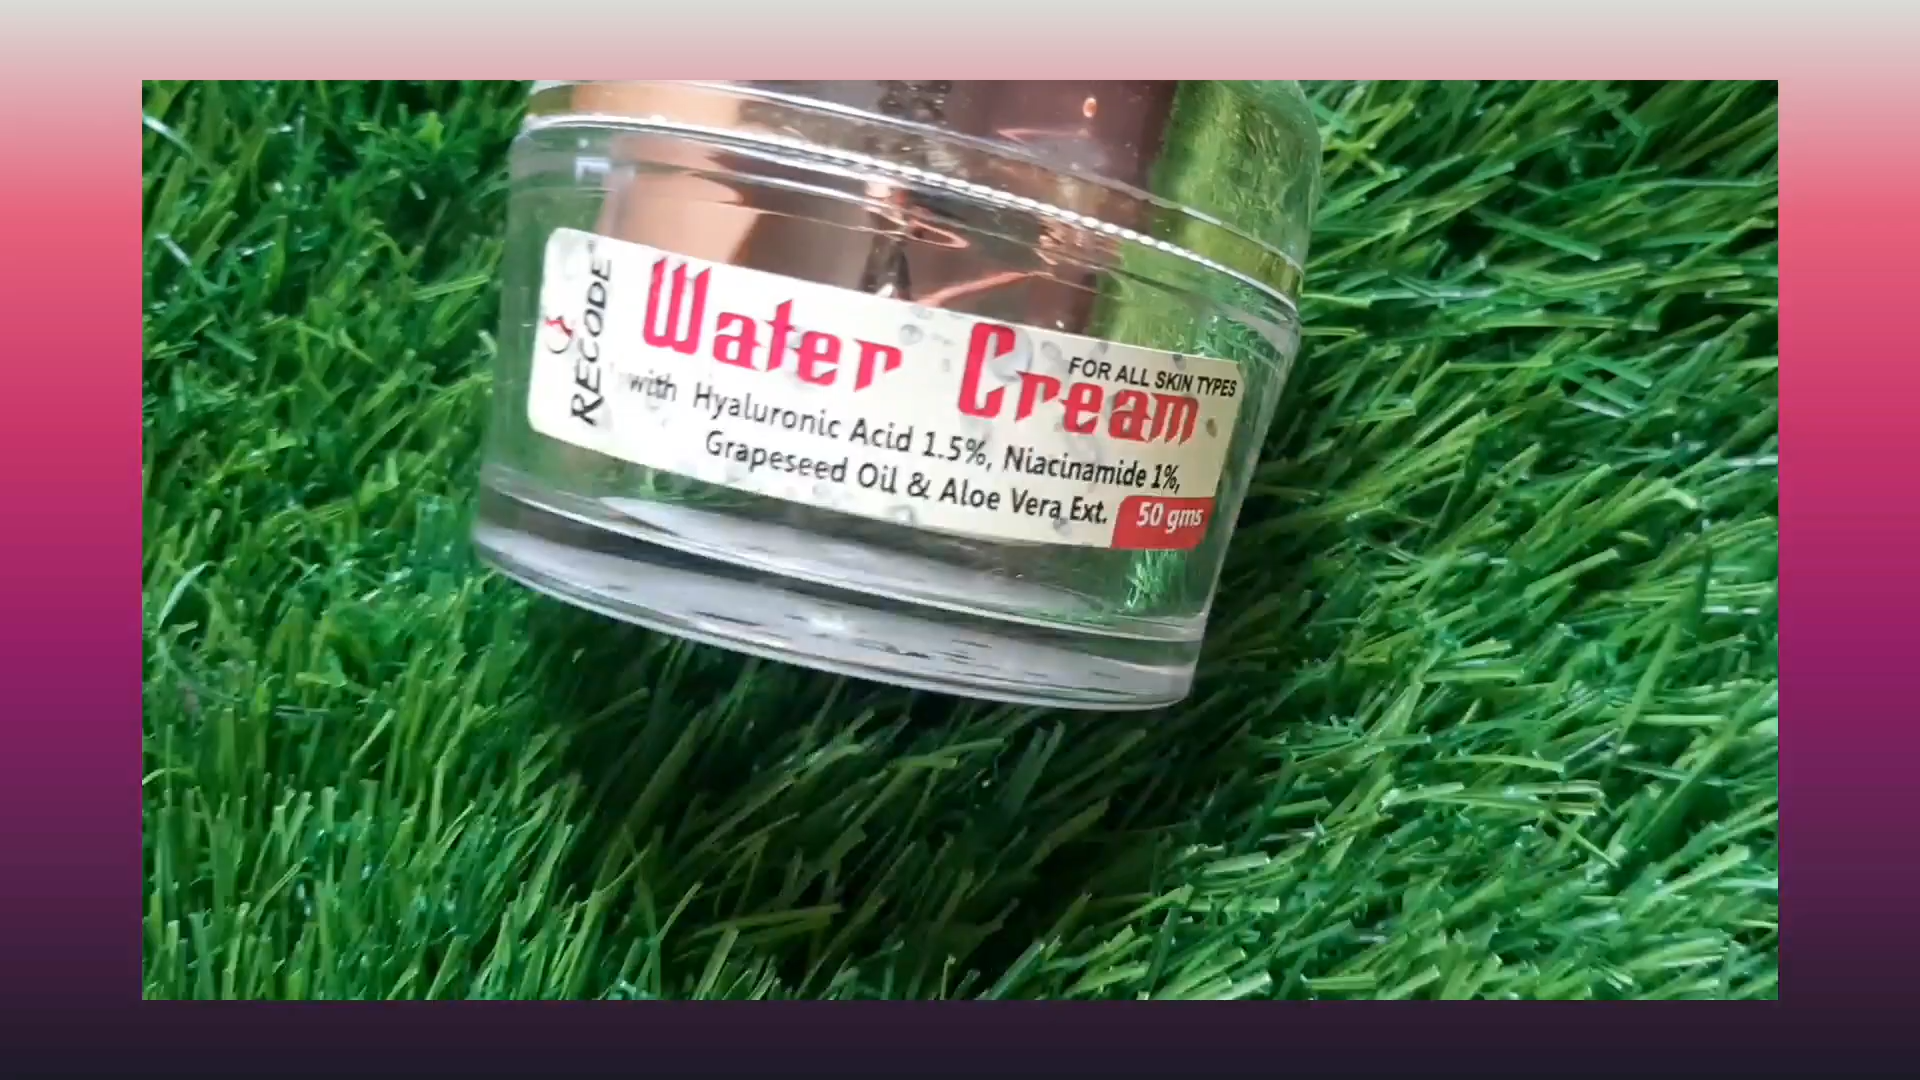 RECODE
Water Cream
FOR ALL SKIN TYPES
with Hyaluronic Acid 1.5%, Niacinamide 1%,
Grapeseed Oil & Aloe Vera Ext.
50 gms